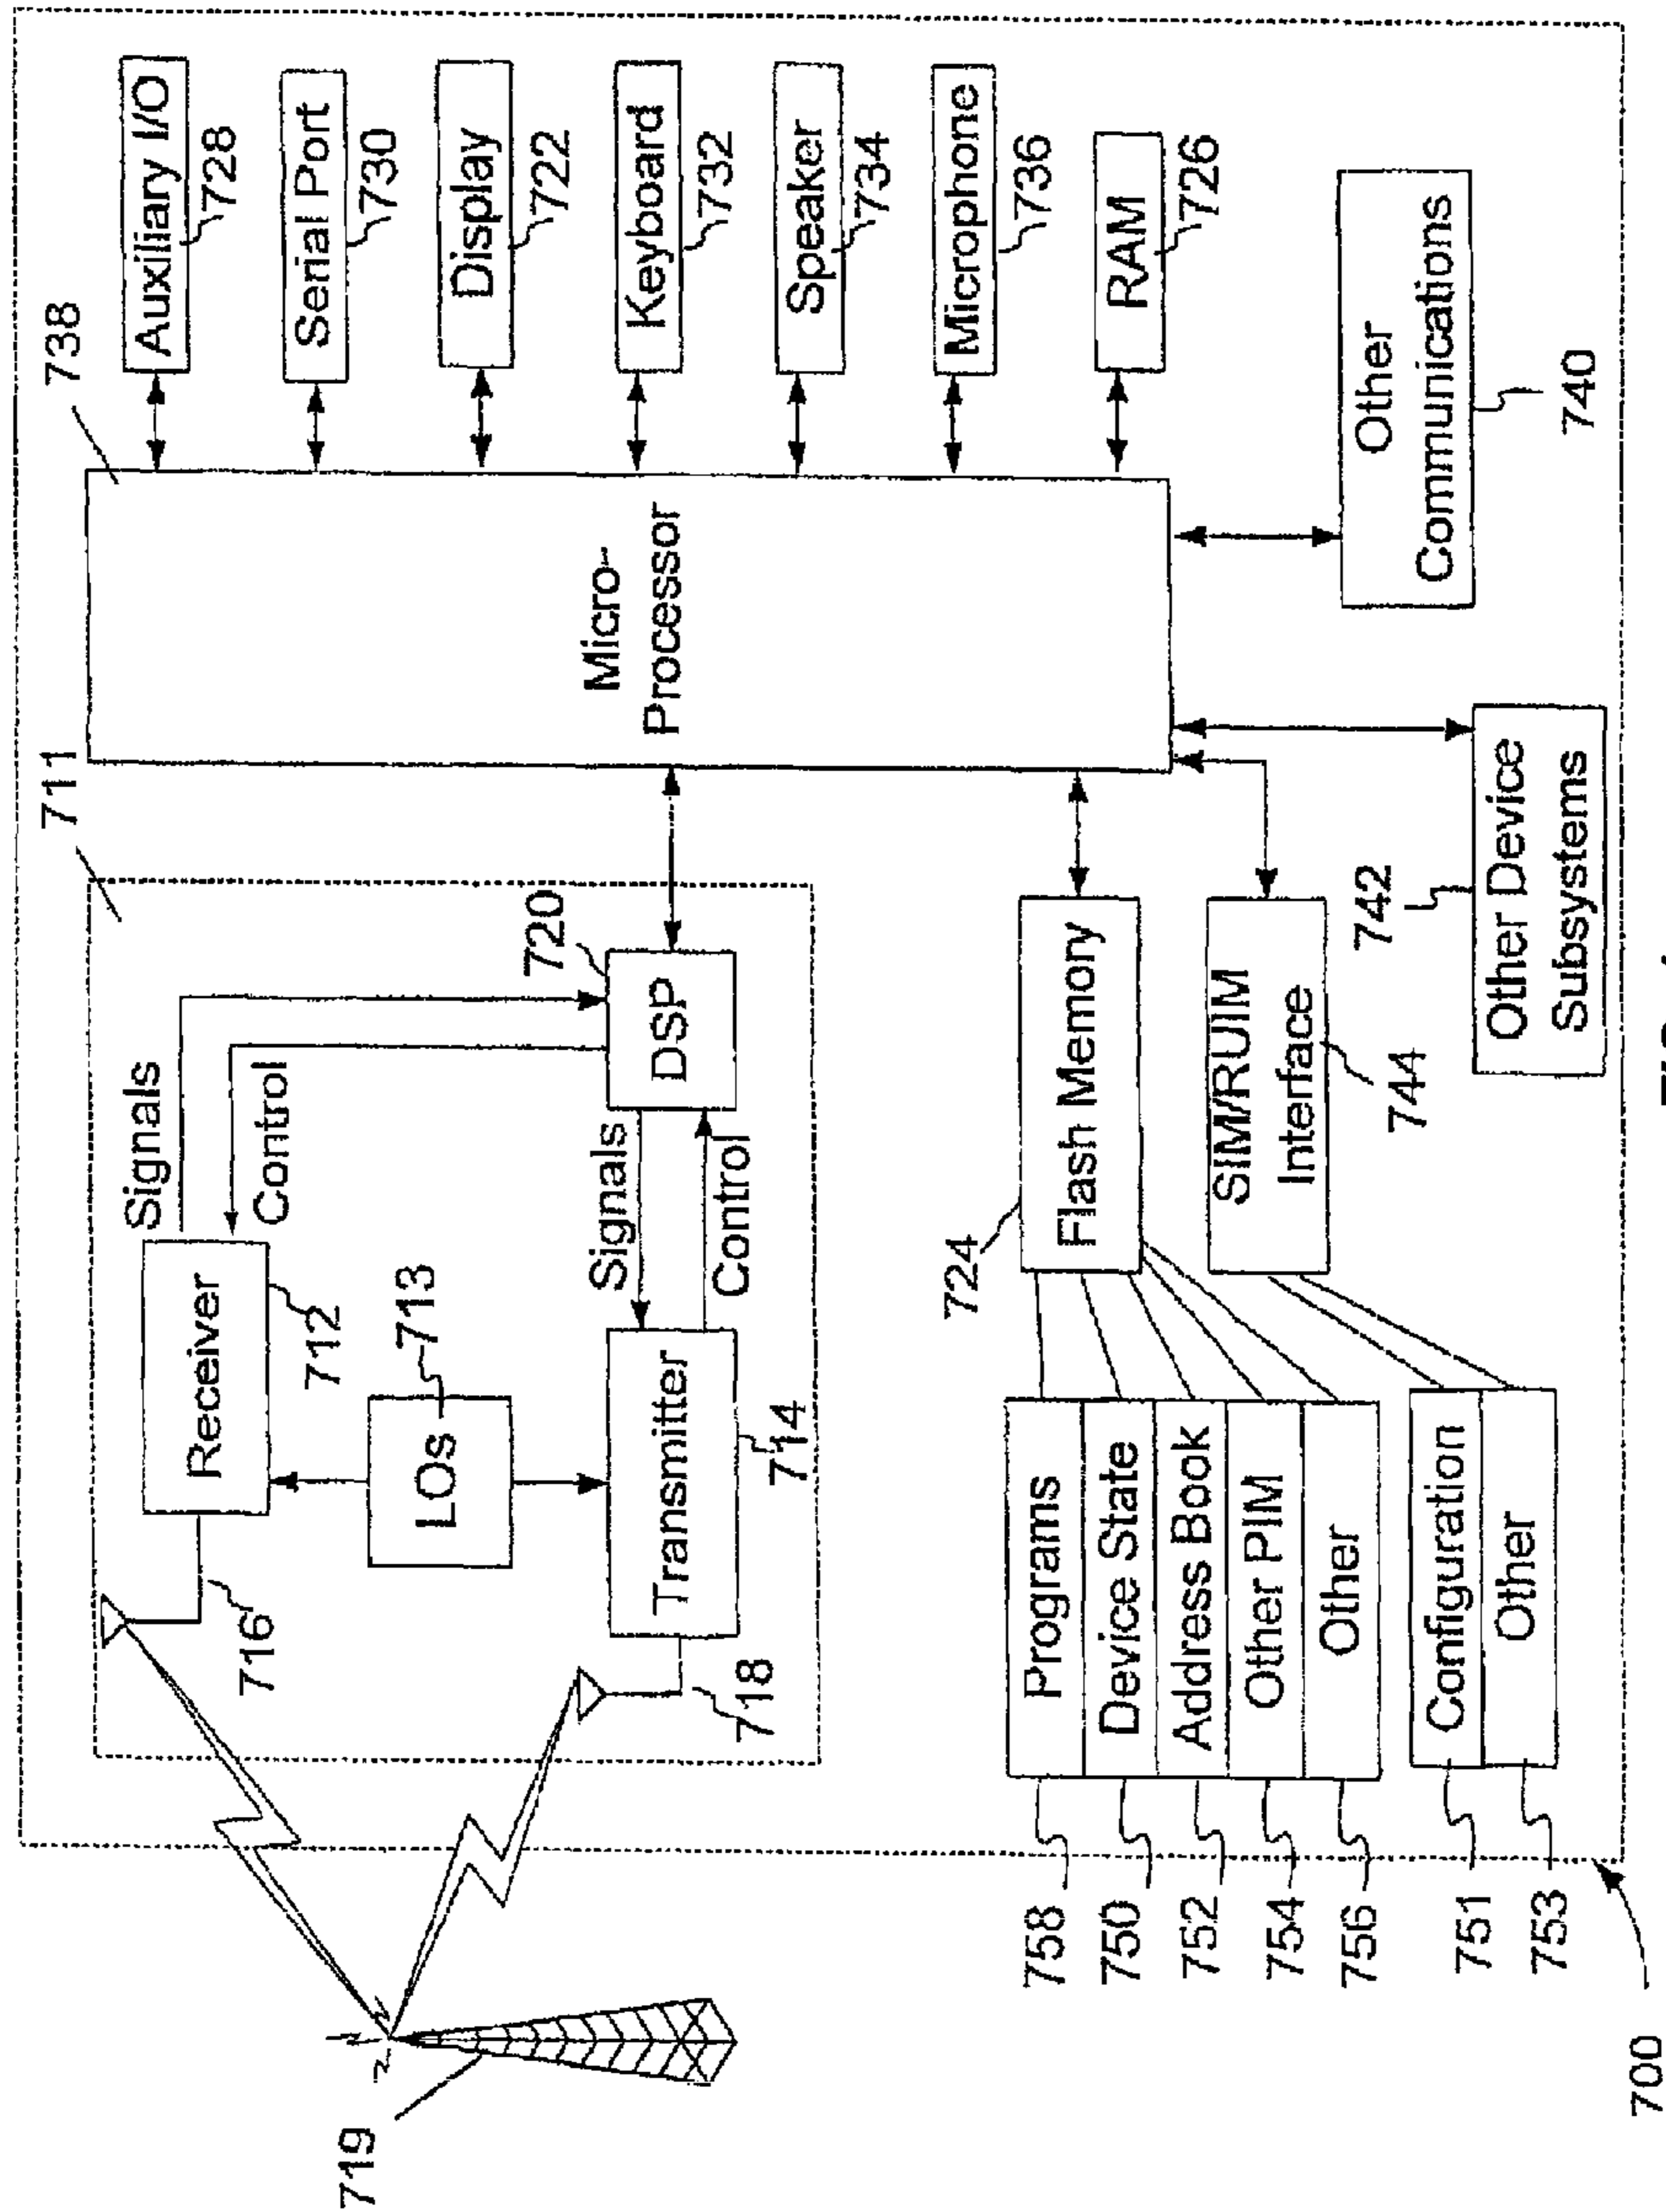 711
738
Signals
Control
Receiver
712
716
LOs
713
720
DSP
Signals
Control
Transmitter
714
718
719
Micro-
Processor
Auxiliary I/O
728
Serial Port
730
Display
722
Keyboard
732
Speaker
734
Microphone
736
RAM
726
Other
Communications
740
724
Flash Memory
758
Programs
750
Device State
752
Address Book
754
Other PIM
756
Other
SIM/RUIM
Interface
744
751
Configuration
753
Other
742
Other Device
Subsystems
700